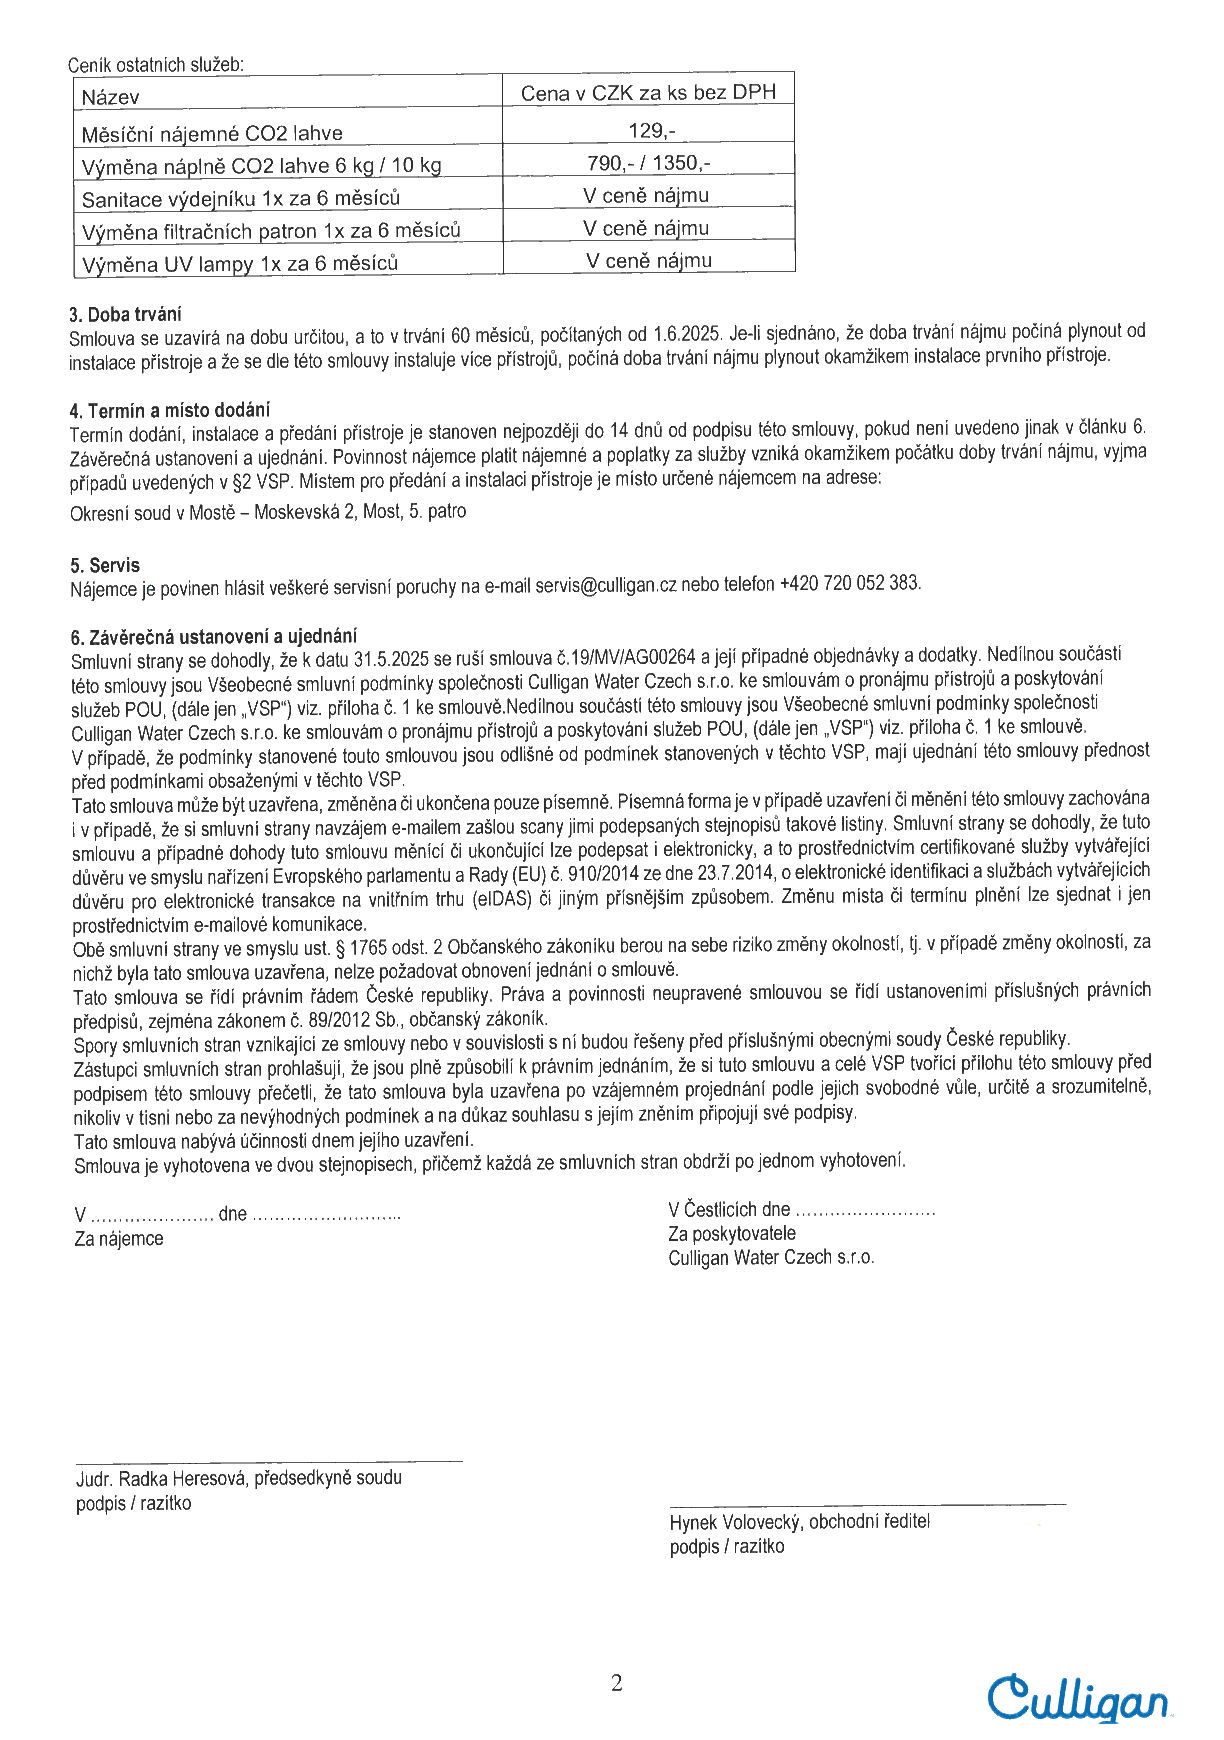 Ceník ostatních služeb:
Název Cena v CZK za ks bez DPH
Měsíční nájemné CO2 lahve 129,-
Výměna náplně CO2 lahve 6 kg / 10 kg 790,- / 1350,-
Sanitace výdejníku 1x za 6 měsíců V ceně nájmu
Výměna filtračních patron 1x za 6 měsíců V ceně nájmu
Výměna UV lampy 1x za 6 měsíců V ceně nájmu
3. Doba trvání
Smlouva se uzavírá na dobu určitou, a to v trvání 60 měsíců, počítaných od 1.6.2025. Je-li sjednáno, že doba trvání nájmu počíná plynout od
instalace přístroje a že se dle této smlouvy instaluje více přístrojů, počíná doba trvání nájmu plynout okamžikem instalace prvního přístroje.
4. Termín a místo dodání
Termín dodání, instalace a předání přístroje je stanoven nejpozději do 14 dnů od podpisu této smlouvy, pokud není uvedeno jinak v článku 6.
Závěrečná ustanovení a ujednání. Povinnost nájemce platit nájemné a poplatky za služby vzniká okamžikem počátku doby trvání nájmu, vyjma
případů uvedených v §2 VSP. Místem pro předání a instalaci přístroje je místo určené nájemcem na adrese:
Okresní soud v Mostě – Moskevská 2, Most, 5. patro
5. Servis
Nájemce je povinen hlásit veškeré servisní poruchy na e-mail servis@culligan.cz nebo telefon +420 720 052 383.
6. Závěrečná ustanovení a ujednání
Smluvní strany se dohodly, že k datu 31.5.2025 se ruší smlouva č.19/MV/AG00264 a její případné objednávky a dodatky. Nedílnou součástí
této smlouvy jsou Všeobecné smluvní podmínky společnosti Culligan Water Czech s.r.o. ke smlouvám o pronájmu přístrojů a poskytování
služeb POU, (dále jen „VSP“) viz. příloha č. 1 ke smlouvě.Nedílnou součástí této smlouvy jsou Všeobecné smluvní podmínky společnosti
Culligan Water Czech s.r.o. ke smlouvám o pronájmu přístrojů a poskytování služeb POU, (dále jen „VSP“) viz. příloha č. 1 ke smlouvě.
V případě, že podmínky stanovené touto smlouvou jsou odlišné od podmínek stanovených v těchto VSP, mají ujednání této smlouvy přednost
před podmínkami obsaženými v těchto VSP.
Tato smlouva může být uzavřena, změněna či ukončena pouze písemně. Písemná forma je v případě uzavření či měnění této smlouvy zachována
i v případě, že si smluvní strany navzájem e-mailem zašlou scany jimi podepsaných stejnopisů takové listiny. Smluvní strany se dohodly, že tuto
smlouvu a případné dohody tuto smlouvu měnící či ukončující lze podepsat i elektronicky, a to prostřednictvím certifikované služby vytvářející
důvěru ve smyslu nařízení Evropského parlamentu a Rady (EU) č. 910/2014 ze dne 23.7.2014, o elektronické identifikaci a službách vytvářejících
důvěru pro elektronické transakce na vnitřním trhu (eIDAS) či jiným přísnějším způsobem. Změnu místa či termínu plnění lze sjednat i jen
prostřednictvím e-mailové komunikace.
Obě smluvní strany ve smyslu ust. § 1765 odst. 2 Občanského zákoníku berou na sebe riziko změny okolností, tj. v případě změny okolností, za
nichž byla tato smlouva uzavřena, nelze požadovat obnovení jednání o smlouvě.
Tato smlouva se řídí právním řádem České republiky. Práva a povinnosti neupravené smlouvou se řídí ustanoveními příslušných právních
předpisů, zejména zákonem č. 89/2012 Sb., občanský zákoník.
Spory smluvních stran vznikající ze smlouvy nebo v souvislosti s ní budou řešeny před příslušnými obecnými soudy České republiky.
Zástupci smluvních stran prohlašují, že jsou plně způsobilí k právním jednáním, že si tuto smlouvu a celé VSP tvořící přílohu této smlouvy před
podpisem této smlouvy přečetli, že tato smlouva byla uzavřena po vzájemném projednání podle jejich svobodné vůle, určitě a srozumitelně,
nikoliv v tísni nebo za nevýhodných podmínek a na důkaz souhlasu s jejím zněním připojují své podpisy.
Tato smlouva nabývá účinnosti dnem jejího uzavření.
Smlouva je vyhotovena ve dvou stejnopisech, přičemž každá ze smluvních stran obdrží po jednom vyhotovení.
V ...................... dne ..........................
Za nájemce
V Čestlicích dne .........................
Za poskytovatele
Culligan Water Czech s.r.o.
Judr. Radka Heresová, předsedkyně soudu
podpis / razítko
Hynek Volovecký, obchodní ředitel
podpis / razítko
2
Culligan